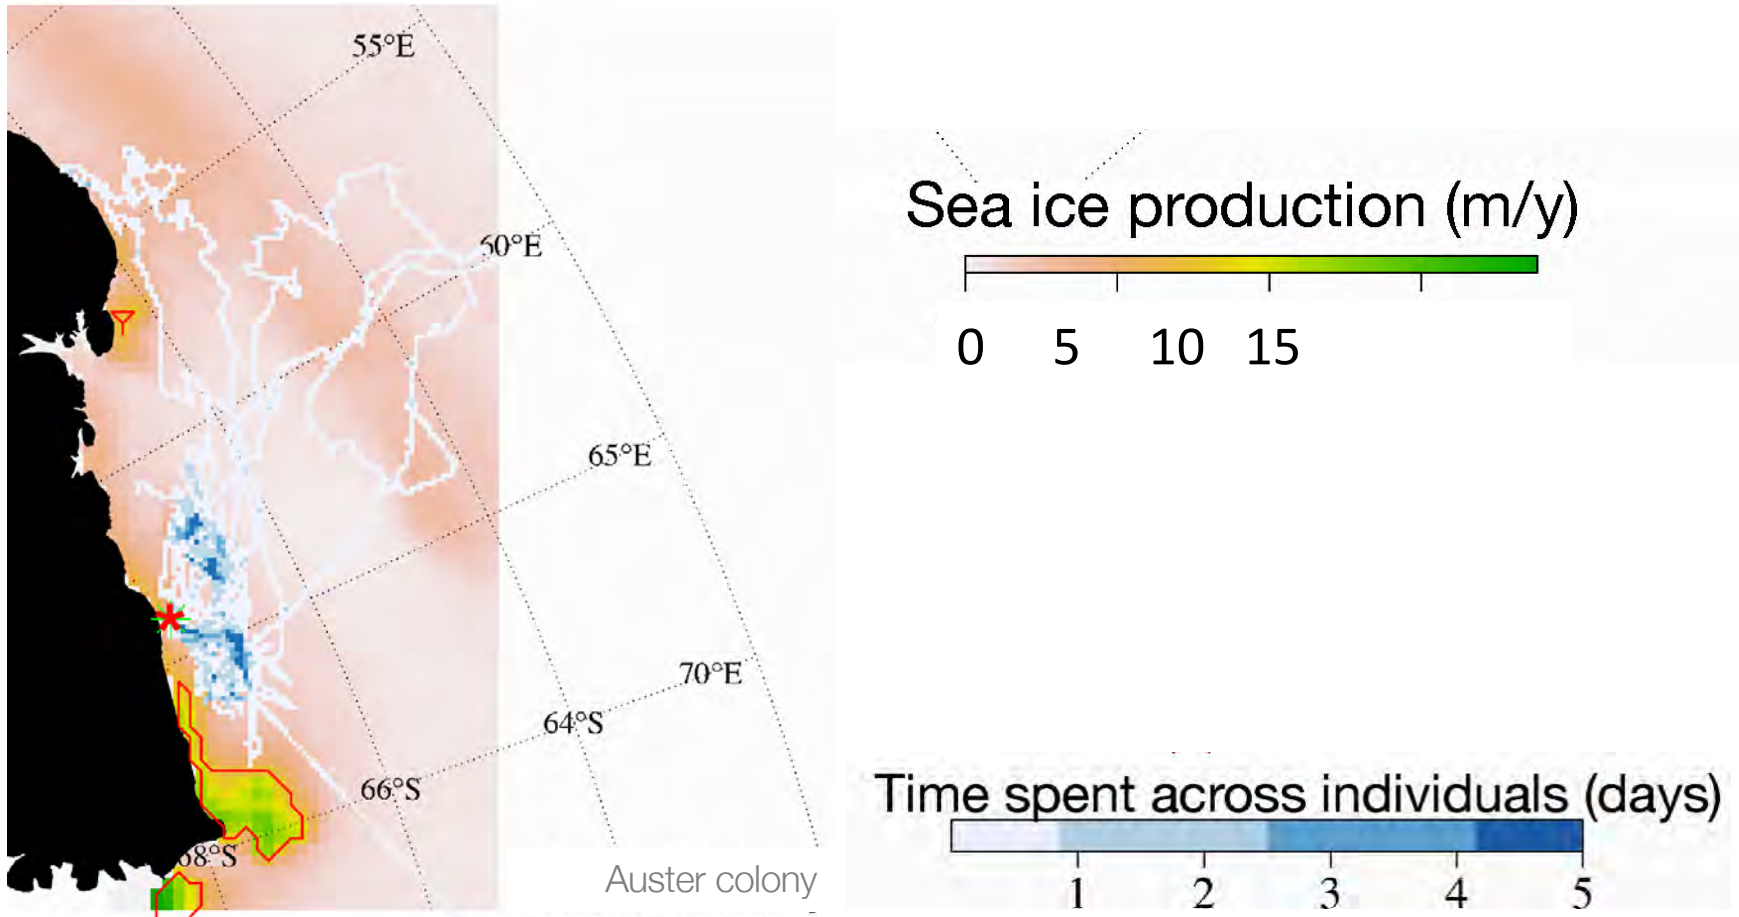 55°E
60°E
65°E
70°E
64°S
66°S
68°S
Auster colony
Sea ice production (m/y)
0 5 10 15
Time spent across individuals (days)
1 2 3 4 5